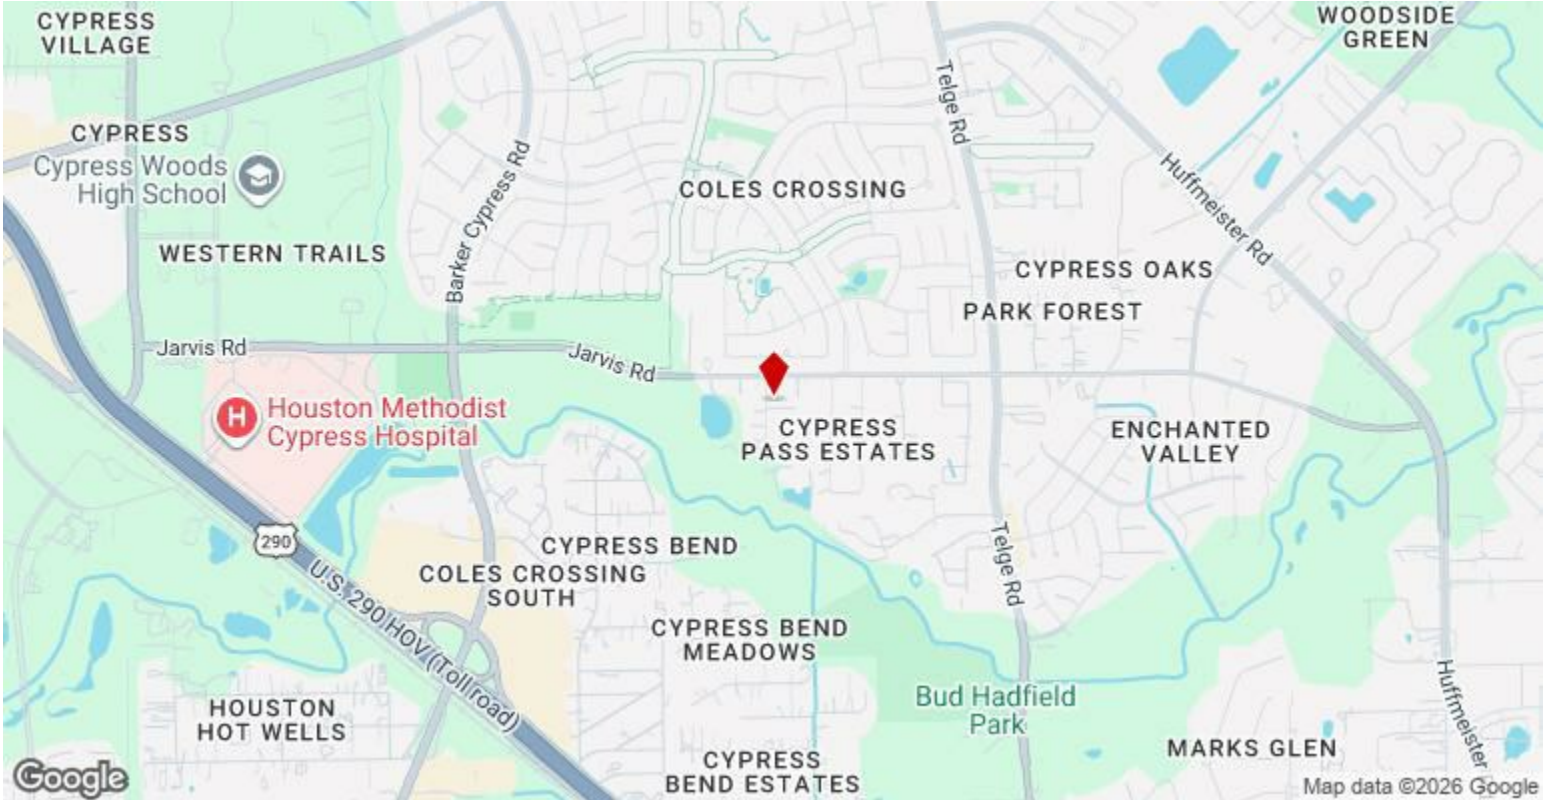 CYPRESS
VILLAGE
WOODSIDE
GREEN
Telge Rd
CYPRESS
Cypress Woods
High School
Barker Cypress Rd
COLES CROSSING
Huffmeister Rd
WESTERN TRAILS
CYPRESS OAKS
PARK FOREST
Jarvis Rd
Jarvis Rd
H
Houston Methodist
Cypress Hospital
CYPRESS
PASS ESTATES
ENCHANTED
VALLEY
290
U.S. 290 HOV (Toll road)
CYPRESS BEND
COLES CROSSING
SOUTH
Telge Rd
CYPRESS BEND
MEADOWS
Bud Hadfield
Park
Huffmeister
HOUSTON
HOT WELLS
MARKS GLEN
CYPRESS
BEND ESTATES
Google
Map data ©2026 Google